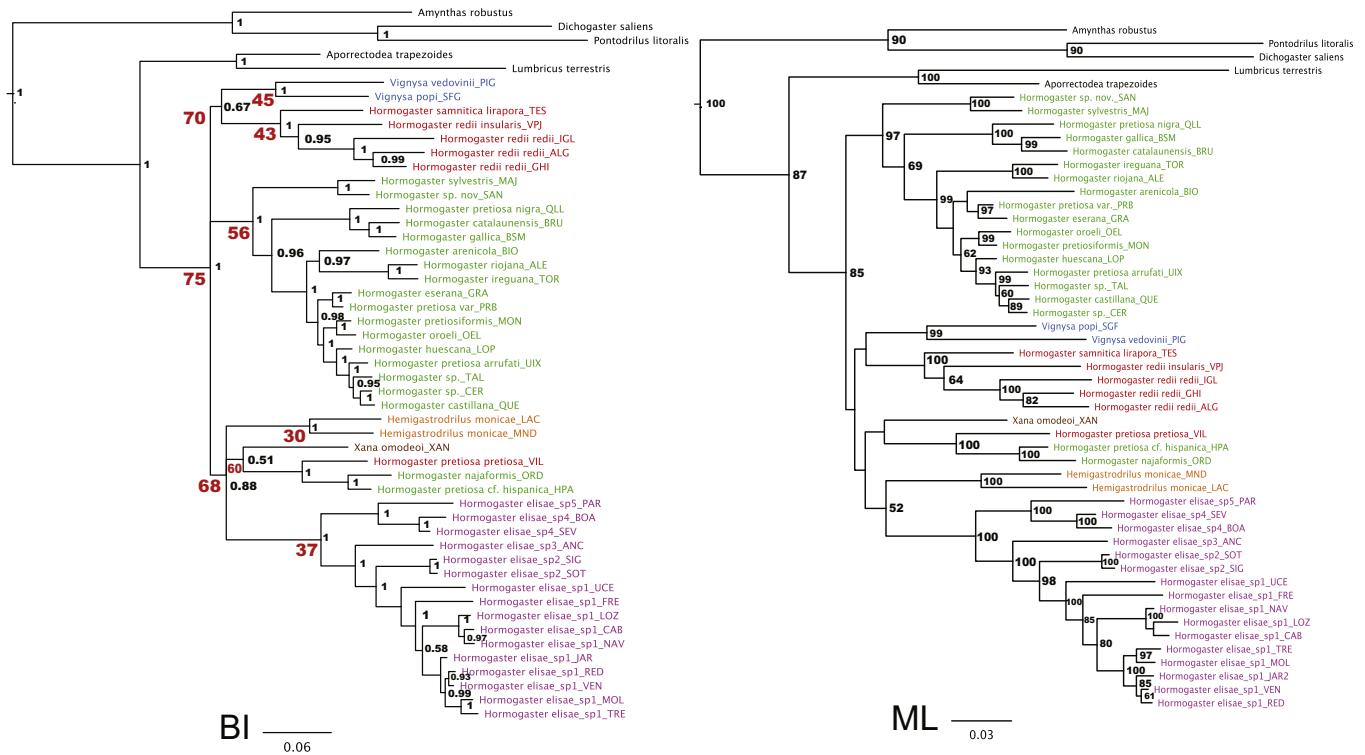 Amynthas robustus
1
Dichogaster saliens
1
Pontodrilus litoralis
1
Aporrectodea trapezoides
1
Lumbricus terrestris
Vignysa vedovinii_PIG
1
45
0.67
Vignysa popi_SFG
70
Hormogaster samnitica lirapora_TES
1
43
Hormogaster redii insularis_VPJ
0.95
Hormogaster redii redii_IGL
1
Hormogaster redii redii_ALG
0.99
Hormogaster redii redii_GHI
1
Hormogaster sylvestris_MAJ
1
Hormogaster sp. nov_SAN
Hormogaster pretiosa nigra_QLL
1
56
1
Hormogaster catalaunensis_BRU
1
Hormogaster gallica_BSM
0.96
Hormogaster arenicola_BIO
0.97
Hormogaster riojana_ALE
1
Hormogaster ireguana_TOR
75
1
Hormogaster eserana_GRA
1
Hormogaster pretiosa var_PRB
0.98
Hormogaster pretiosiformis_MON
1
Hormogaster oroeli_OEL
1
Hormogaster huescana_LOP
Hormogaster pretiosa arrufati_UIX
1
Hormogaster sp._TAL
0.95
Hormogaster sp._CER
1
Hormogaster castillana_QUE
Hemigastrodrilus monicae_LAC
1
30
Hemigastrodrilus monicae_MND
Xana omodeoi_XAN
60
0.51
Hormogaster pretiosa pretiosa_VIL
1
68
0.88
Hormogaster najaformis_ORD
1
Hormogaster pretiosa cf. hispanica_HPA
Hormogaster elisae_sp5_PAR
1
Hormogaster elisae_sp4_BOA
1
Hormogaster elisae_sp4_SEV
37
1
Hormogaster elisae_sp3_ANC
1
Hormogaster elisae_sp2_SIG
1
Hormogaster elisae_sp2_SOT
1
Hormogaster elisae_sp1_UCE
Hormogaster elisae_sp1_FRE
1
Hormogaster elisae_sp1_LOZ
1
Hormogaster elisae_sp1_CAB
0.97
Hormogaster elisae_sp1_NAV
0.58
Hormogaster elisae_sp1_JAR
Hormogaster elisae_sp1_RED
0.93
Hormogaster elisae_sp1_VEN
0.99
Hormogaster elisae_sp1_MOL
1
Hormogaster elisae_sp1_TRE
BI
0.06
Amynthas robustus
90
Pontodrilus litoralis
90
Dichogaster saliens
100
Lumbricus terrestris
100
Aporrectodea trapezoides
Hormogaster sp. nov._SAN
100
Hormogaster sylvestris_MAJ
97
Hormogaster pretiosa nigra_QLL
100
Hormogaster gallica_BSM
99
Hormogaster catalaunensis_BRU
69
Hormogaster ireguana_TOR
100
Hormogaster riojana_ALE
87
Hormogaster arenicola_BIO
99
Hormogaster pretiosa var._PRB
97
Hormogaster eserana_GRA
Hormogaster oroeli_OEL
99
Hormogaster pretiosiformis_MON
62
Hormogaster huescana_LOP
93
Hormogaster pretiosa arrufati_UIX
85
99
Hormogaster sp._TAL
60
Hormogaster castillana_QUE
89
Hormogaster sp._CER
Vignysa popi_SGF
99
Vignysa vedovinii_PIG
Hormogaster samnitica lirapora_TES
100
Hormogaster redii insularis_VPJ
64
Hormogaster redii redii_IGL
100
Hormogaster redii redii_GHI
82
Hormogaster redii redii_ALG
Xana omodeoi_XAN
Hormogaster pretiosa pretiosa_VIL
100
Hormogaster pretiosa cf. hispanica_HPA
100
Hormogaster najaformis_ORD
Hemigastrodrilus monicae_MND
100
Hemigastrodrilus monicae_LAC
52
Hormogaster elisae_sp5_PAR
100
Hormogaster elisae_sp4_SEV
100
Hormogaster elisae_sp4_BOA
100
Hormogaster elisae_sp3_ANC
100
Hormogaster elisae_sp2_SOT
100
Hormogaster elisae_sp2_SIG
98
Hormogaster elisae_sp1_UCE
100
Hormogaster elisae_sp1_FRE
Hormogaster elisae_sp1_NAV
100
85
Hormogaster elisae_sp1_LOZ
Hormogaster elisae_sp1_CAB
80
Hormogaster elisae_sp1_TRE
97
Hormogaster elisae_sp1_MOL
100
Hormogaster elisae_sp1_JAR2
85
Hormogaster elisae_sp1_VEN
61
Hormogaster elisae_sp1_RED
ML
0.03